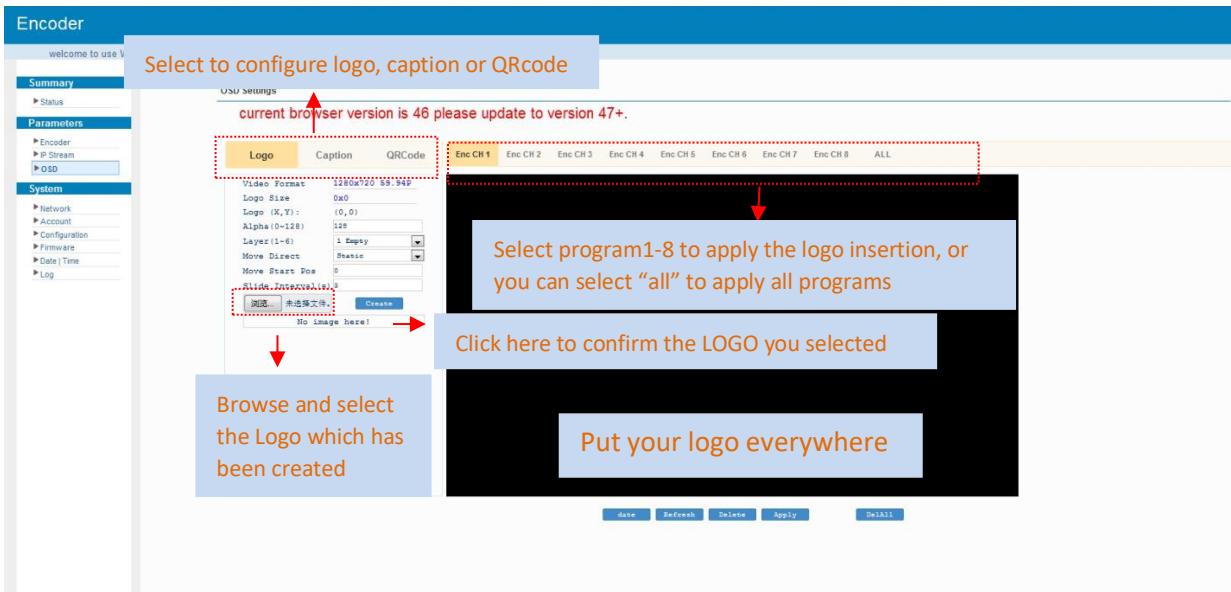 Encoder
welcome to use
Select to configure logo, caption or QRcode
Summary
Status
Parameters
Encoder
IP Stream
OSD
System
Network
Account
Configuration
Firmware
Date | Time
Log
OSD Settings
current browser version is 46 please update to version 47+.
Logo Caption QRCode
Enc CH 1 Enc CH 2 Enc CH 3 Enc CH 4 Enc CH 5 Enc CH 6 Enc CH 7 Enc CH 8 ALL
Video Format 1280x720 59.94P
Logo Size 0x0
Logo (X,Y): (0,0)
Alpha(0~128) 128
Layer(1-6) 1 Empty
Move Direct Static
Move Start Pos 0
Slide Interval(s)
浏览... 未选择文件。 Create
No image here!
Select program1-8 to apply the logo insertion, or
you can select “all” to apply all programs
Click here to confirm the LOGO you selected
Browse and select
the Logo which has
been created
Put your logo everywhere
date Refresh Delete Apply DelAll